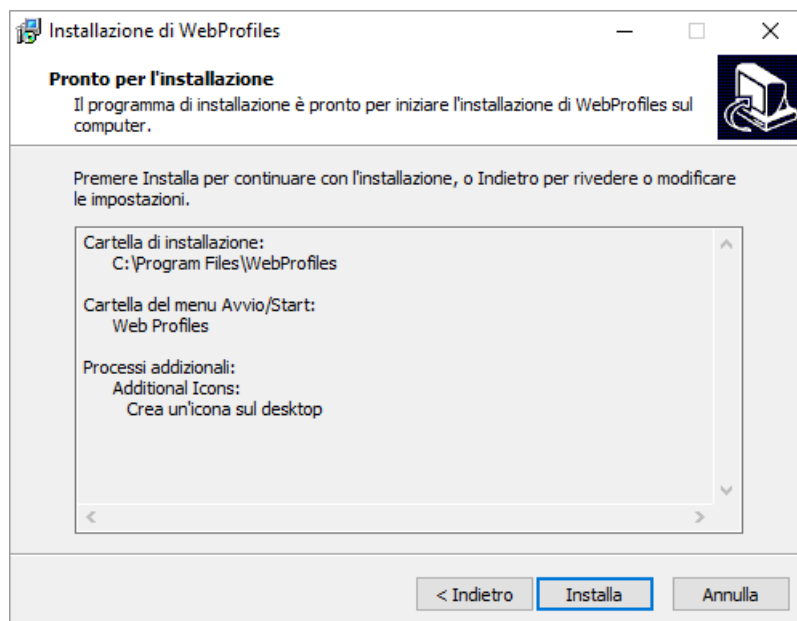 Installazione di WebProfiles
Pronto per l'installazione
Il programma di installazione è pronto per iniziare l'installazione di WebProfiles sul
computer.
Premere Installa per continuare con l'installazione, o Indietro per rivedere o modificare
le impostazioni.
Cartella di installazione:
C:\Program Files\WebProfiles
Cartella del menu Avvio/Start:
Web Profiles
Processi addizionali:
Additional Icons:
Crea un'icona sul desktop
< Indietro
Installa
Annulla